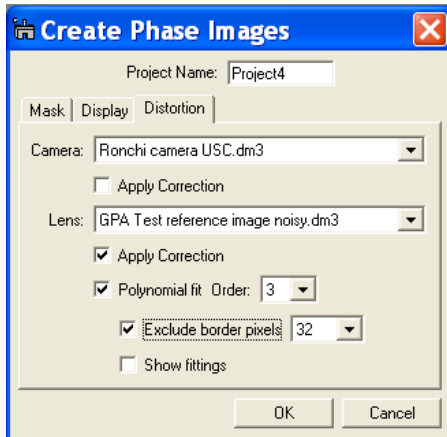 Create Phase Images
Project Name: Project4
Mask Display Distortion
Camera: Ronchi camera USC.dm3
Apply Correction
Lens: GPA Test reference image noisy.dm3
Apply Correction
Polynomial fit Order: 3
Exclude border pixels 32
Show fittings
OK Cancel